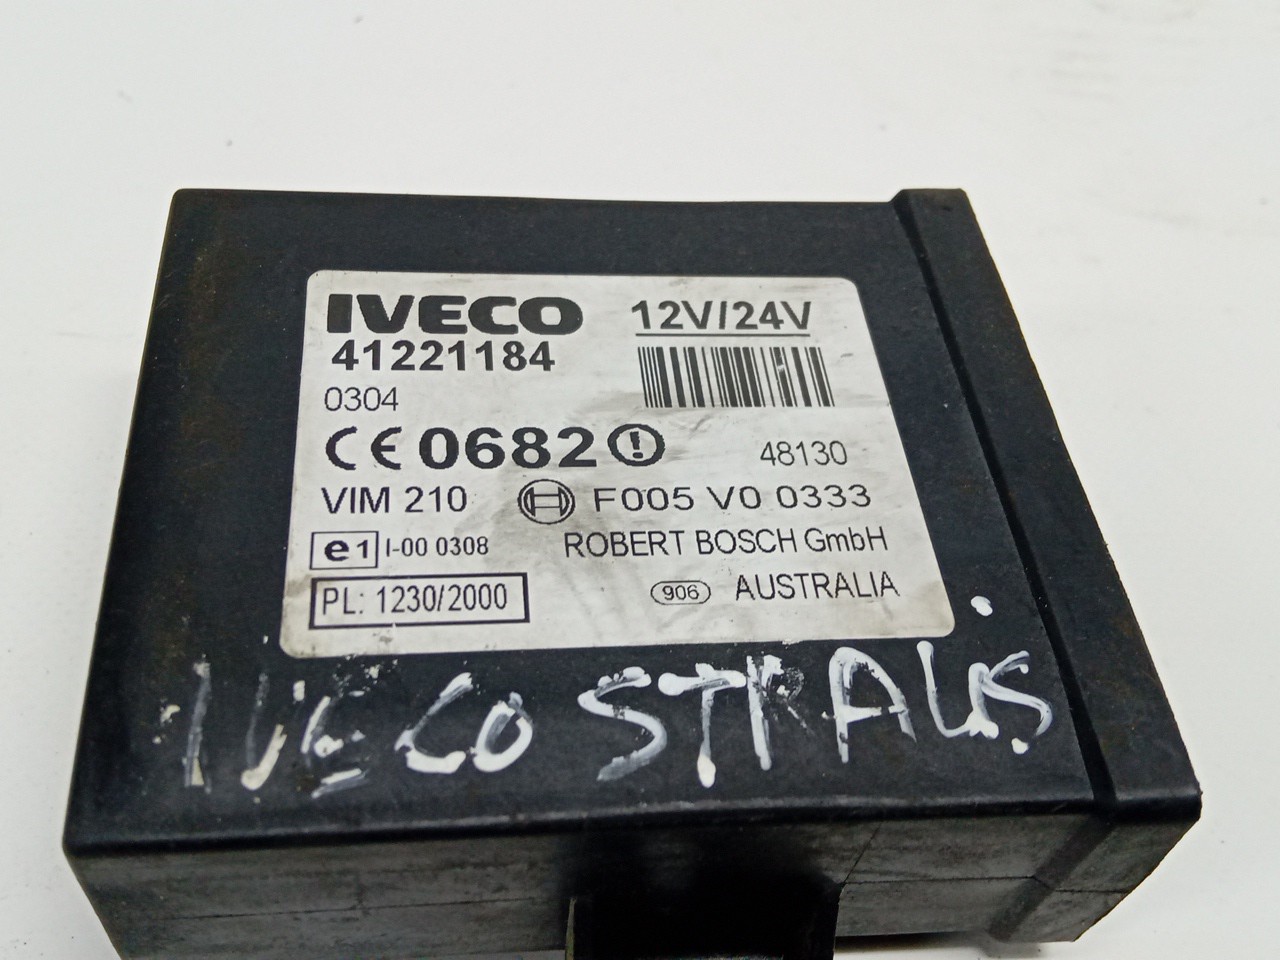 IVECO 12V/24V
41221184
0304
CE 0682 !
48130
VIM 210 F005 V0 0333
e1 I-00 0308 ROBERT BOSCH GmbH
PL: 1230/2000 906 AUSTRALIA
IVECO STRALIS